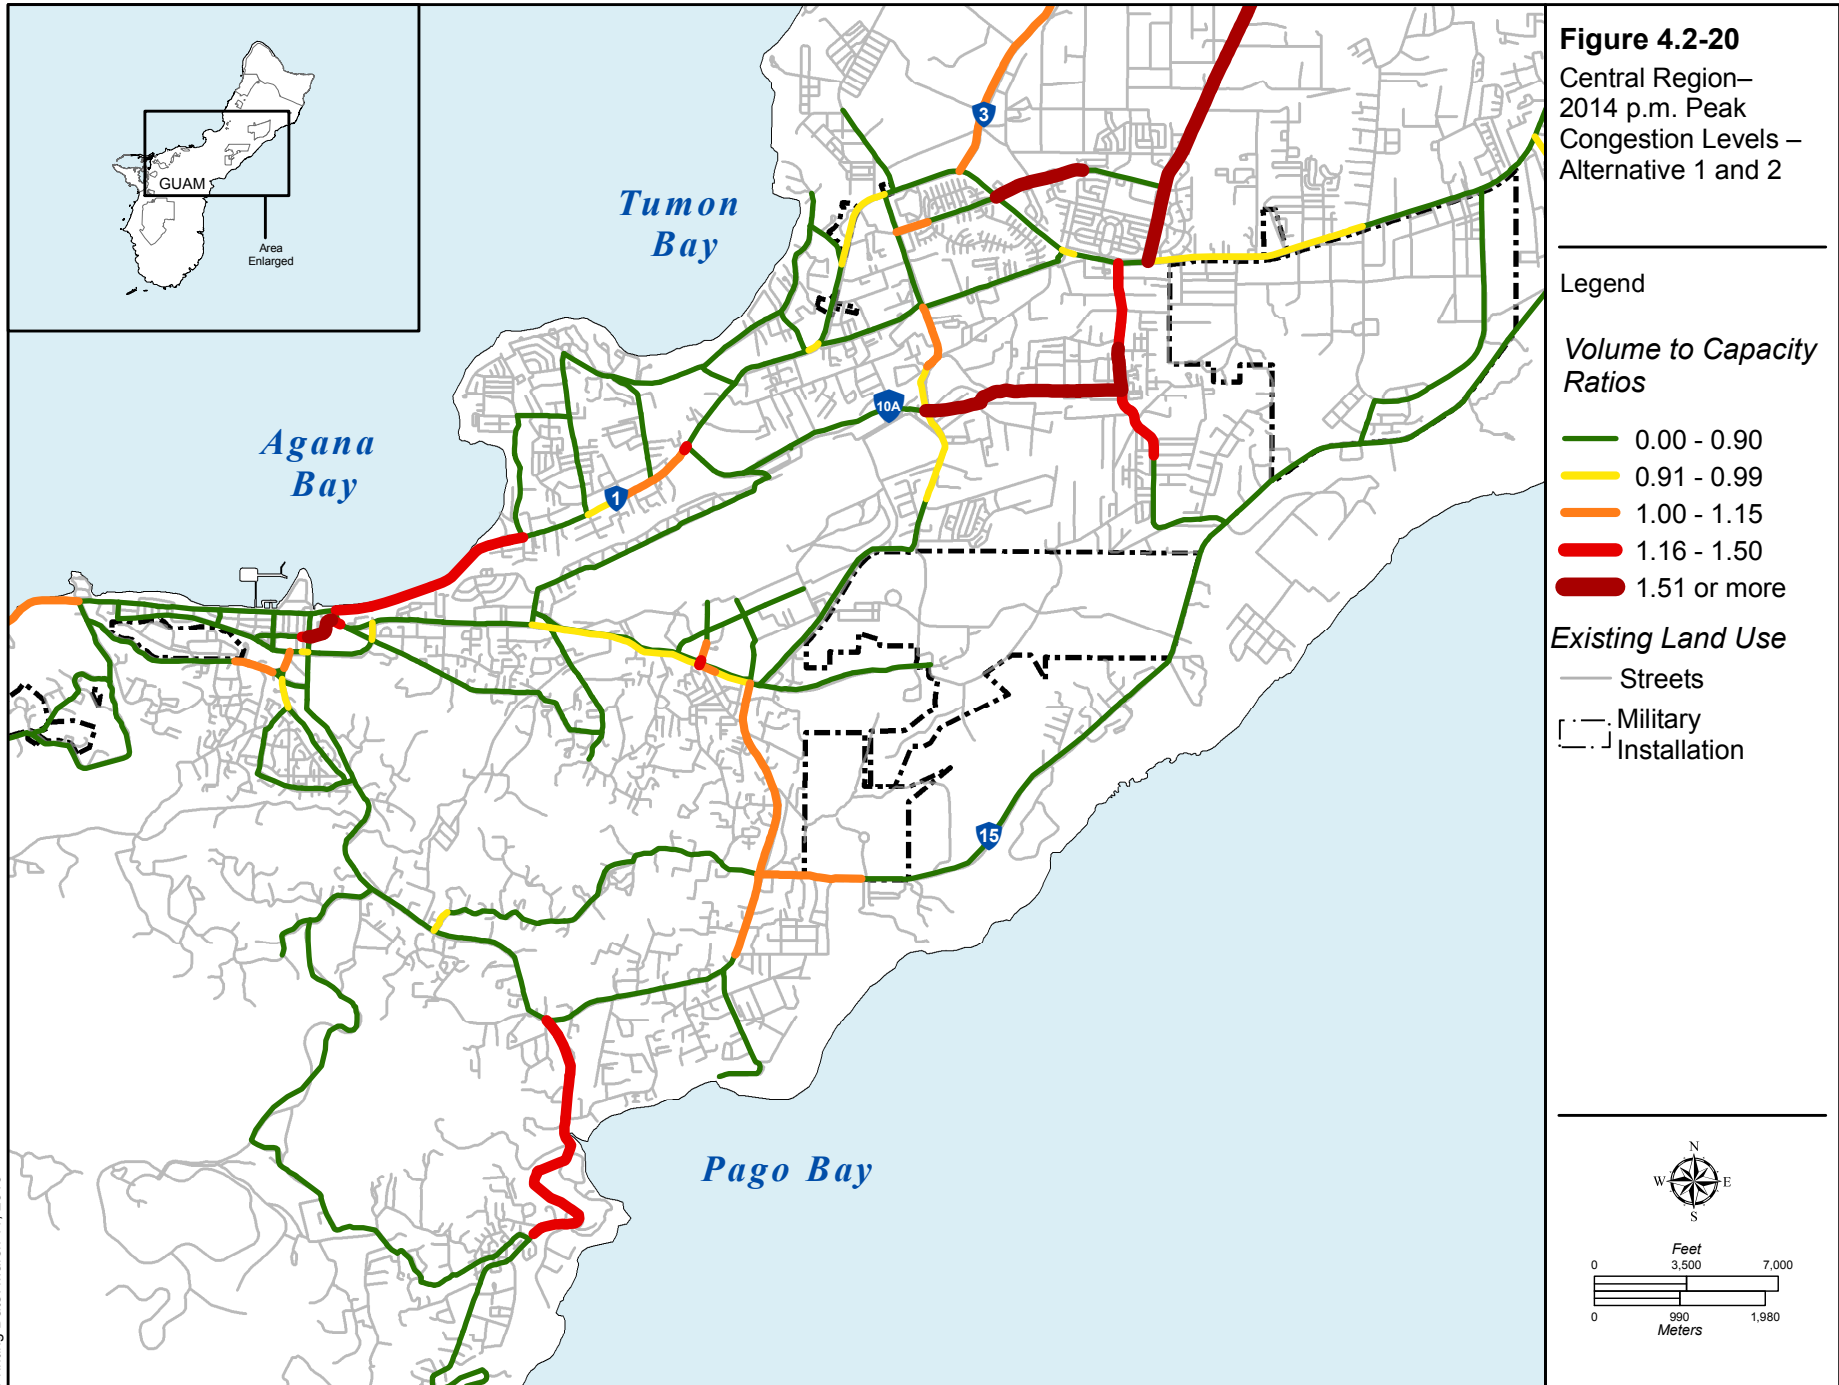 Figure 4.2-20
Central Region–
2014 p.m. Peak
Congestion Levels –
Alternative 1 and 2
Legend
Volume to Capacity
Ratios
0.00 - 0.90
0.91 - 0.99
1.00 - 1.15
1.16 - 1.50
1.51 or more
Existing Land Use
Streets
Military
Installation
N
W
E
S
Feet
0
3,500
7,000
0
990
1,980
Meters
GUAM
Area
Enlarged
Tumon
Bay
Agana
Bay
Pago Bay
3
10A
1
15